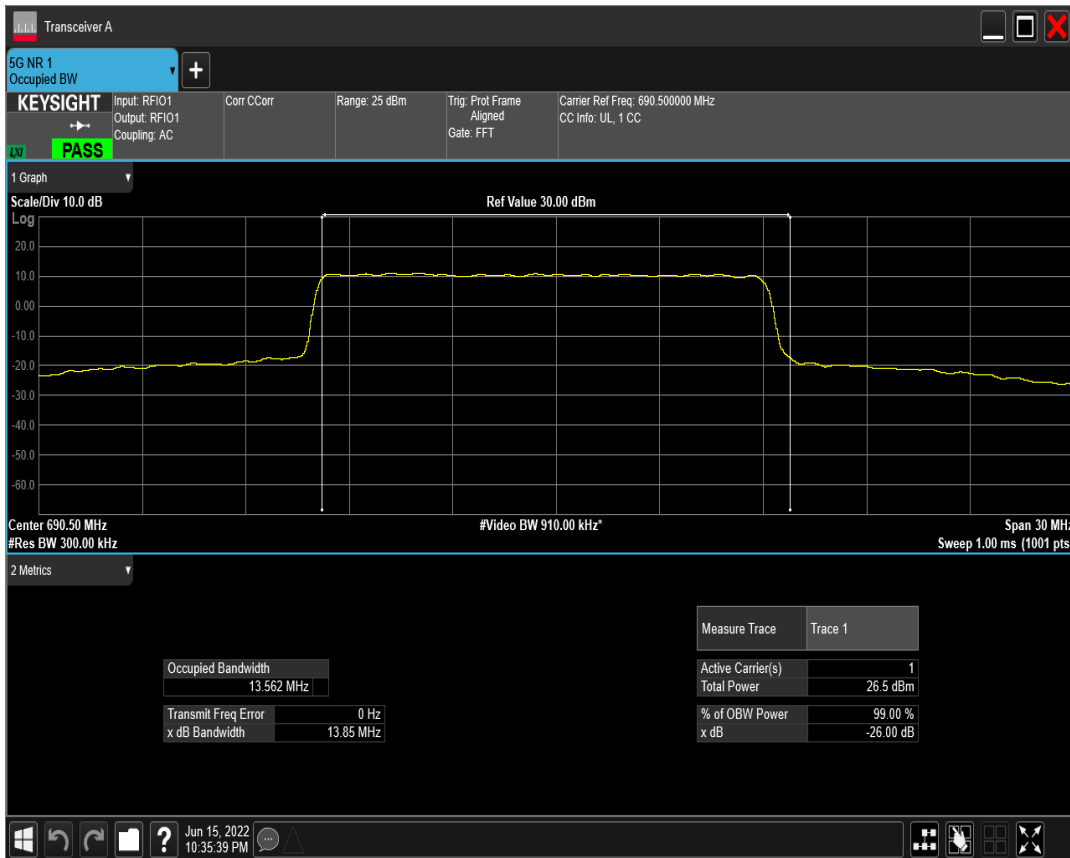 Transceiver A
5G NR 1
Occupied BW
+
KEYSIGHT
LXI
PASS
Input: RFIO1
Output: RFIO1
Coupling: AC
Corr CCorr
Range: 25 dBm
Trig: Prot Frame
Aligned
Gate: FFT
Carrier Ref Freq: 690.500000 MHz
CC Info: UL, 1 CC
1 Graph
Scale/Div 10.0 dB
Ref Value 30.00 dBm
Log
20.0
10.0
0.00
-10.0
-20.0
-30.0
-40.0
-50.0
-60.0
Center 690.50 MHz
#Video BW 910.00 kHz*
Span 30 MHz
#Res BW 300.00 kHz
Sweep 1.00 ms (1001 pts
2 Metrics
Measure Trace Trace 1
Occupied Bandwidth
13.562 MHz
Active Carrier(s) 1
Total Power 26.5 dBm
Transmit Freq Error 0 Hz
x dB Bandwidth 13.85 MHz
% of OBW Power 99.00 %
x dB -26.00 dB
?
Jun 15, 2022
10:35:39 PM